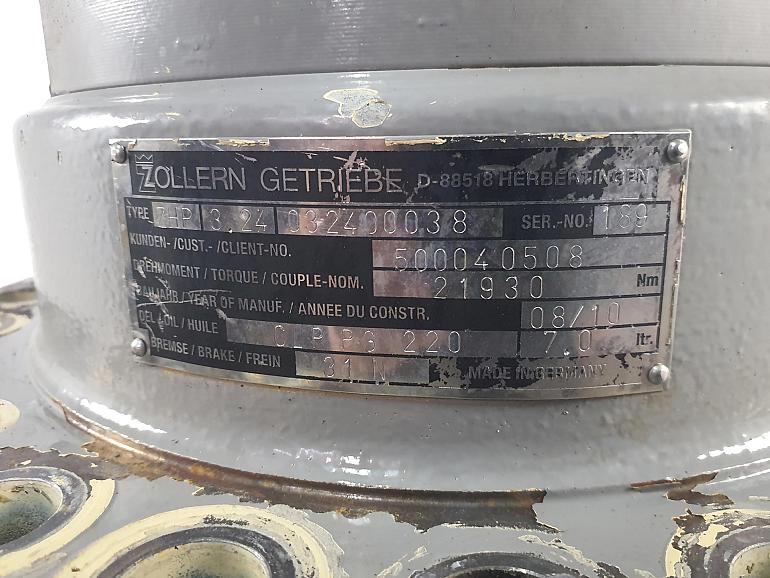 ZOLLERN GETRIEBE D-88518 HERBERTINGEN
TYPE ZHP 3.24 032400038 SER.-NO. 189
KUNDEN-/CUST.-/CLIENT-NO. 500040508
DREHMOMENT / TORQUE / COUPLE-NOM. 21930 Nm
BAUJAHR / YEAR OF MANUF. / ANNEE DU CONSTR. 08/10
OEL / OIL / HUILE CLP PG 220 7.0 ltr.
BREMSE / BRAKE / FREIN 31 N MADE IN GERMANY